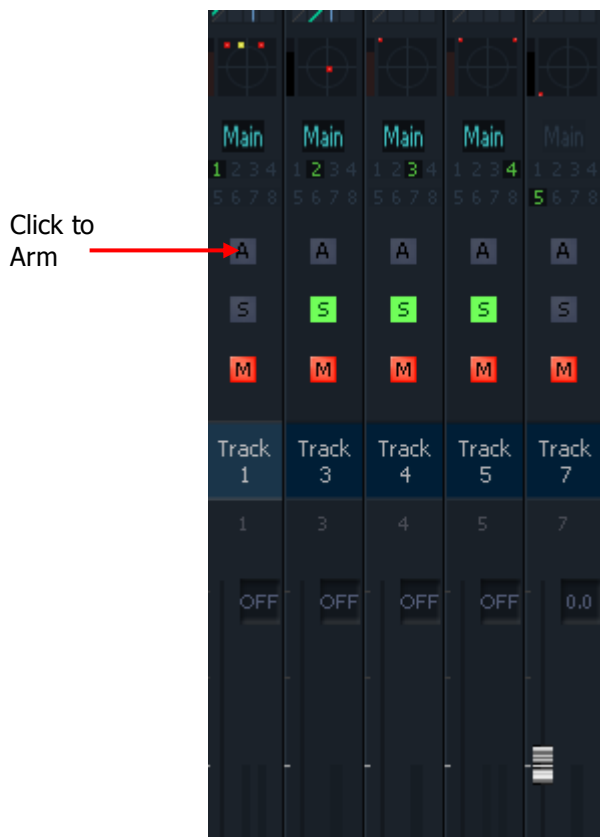 Main Main Main Main Main
1 2 3 4 1 2 3 4 1 2 3 4 1 2 3 4 1 2 3 4
5 6 7 8 5 6 7 8 5 6 7 8 5 6 7 8 5 6 7 8
Click to
Arm
A A A A A
S S S S S
M M M M M
Track Track Track Track Track
1 3 4 5 7
1 3 4 5 7
OFF OFF OFF OFF 0.0